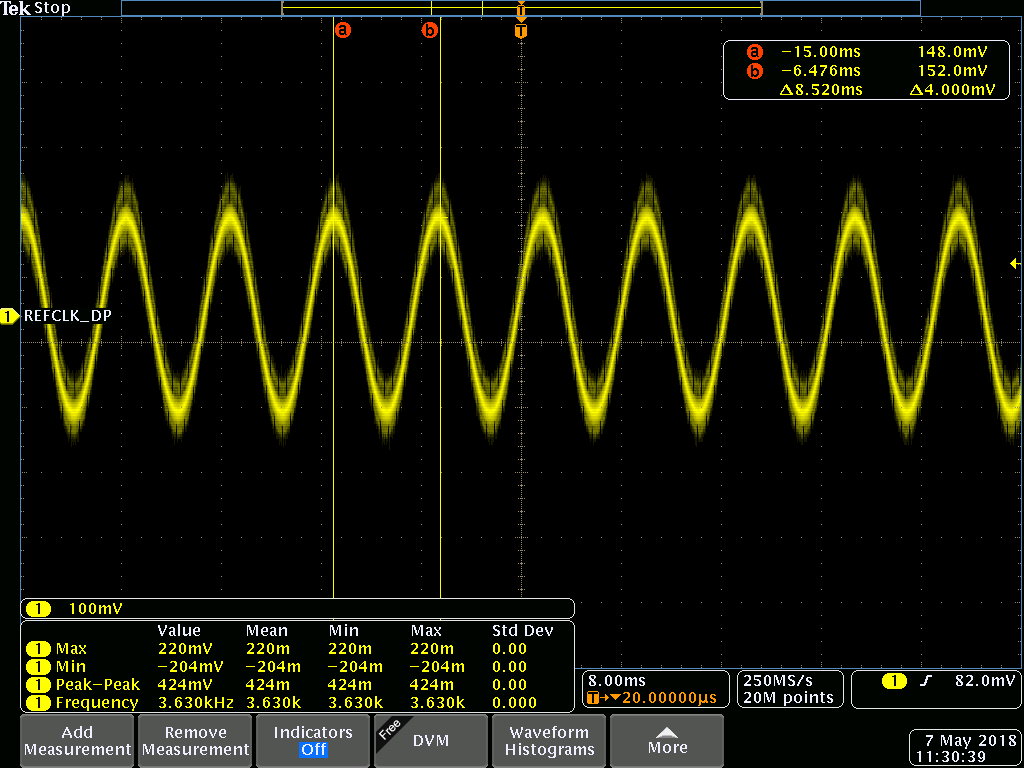 Tek Stop
T
a b T
a −15.00ms 148.0mV
b −6.476ms 152.0mV
Δ8.520ms Δ4.000mV
1 REFCLK_DP
1 100mV
Value Mean Min Max Std Dev
1 Max 220mV 220m 220m 220m 0.00
1 Min −204mV −204m −204m −204m 0.00
1 Peak−Peak 424mV 424m 424m 424m 0.00
1 Frequency 3.630kHz 3.630k 3.630k 3.630k 0.000
8.00ms
T→▼20.00000µs
250MS/s
20M points
1 82.0mV
Add
Measurement
Remove
Measurement
Indicators
Off
Free
DVM
Waveform
Histograms
More
7 May 2018
11:30:39